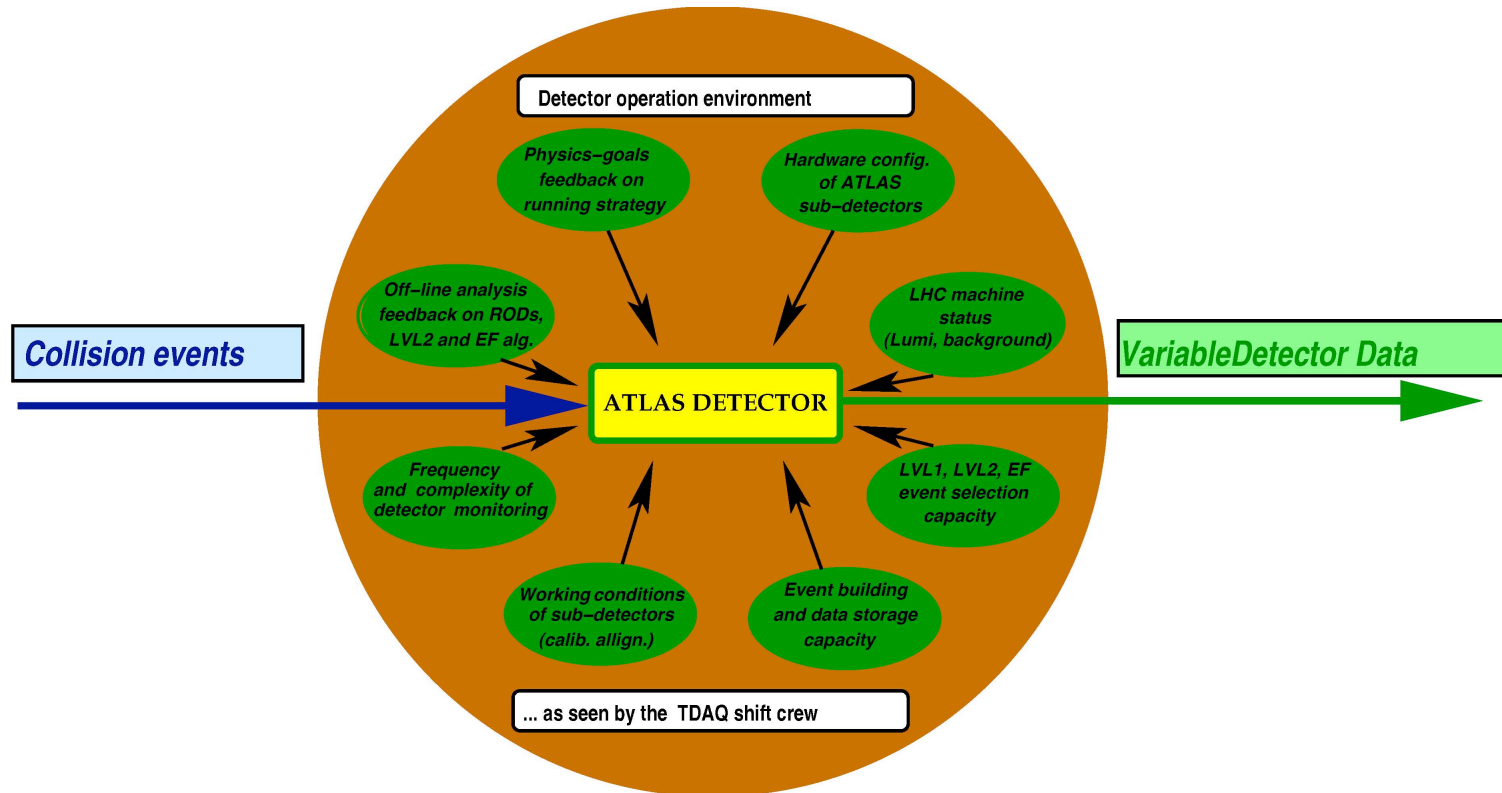 Detector operation environment
Physics–goals
feedback on
running strategy
Hardware config.
of ATLAS
sub–detectors
Off–line analysis
feedback on RODs,
LVL2 and EF alg.
LHC machine
status
(Lumi, background)
Collision events
VariableDetector Data
ATLAS DETECTOR
Frequency
and complexity of
detector monitoring
LVL1, LVL2, EF
event selection
capacity
Working conditions
of sub–detectors
(calib. allign.)
Event building
and data storage
capacity
... as seen by the TDAQ shift crew